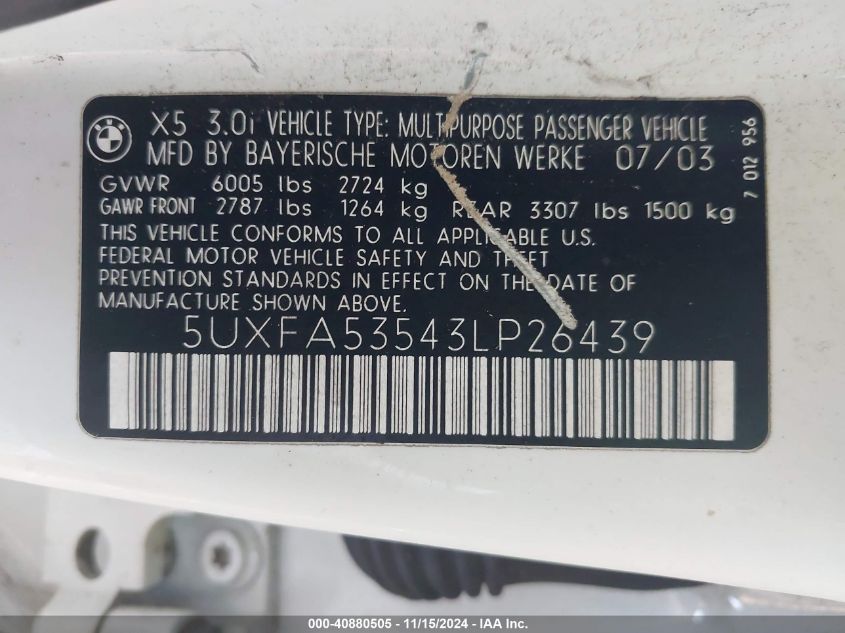 BMW
X5 3.0i VEHICLE TYPE: MULTIPURPOSE PASSENGER VEHICLE
MFD BY BAYERISCHE MOTOREN WERKE 07/03
GVWR 6005 lbs 2724 kg
GAWR FRONT 2787 lbs 1264 kg REAR 3307 lbs 1500 kg
THIS VEHICLE CONFORMS TO ALL APPLICABLE U.S.
FEDERAL MOTOR VEHICLE SAFETY AND THEFT
PREVENTION STANDARDS IN EFFECT ON THE DATE OF
MANUFACTURE SHOWN ABOVE.
5UXFA53543LP26439
7 012 956
000-40880505 - 11/15/2024 - IAA Inc.